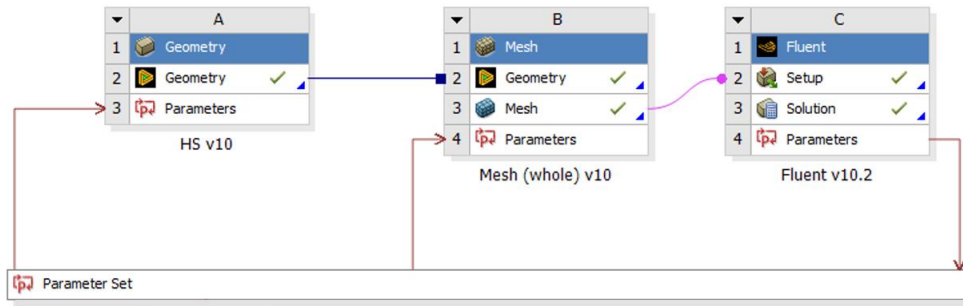 A
1 Geometry
2 Geometry
3 Parameters
HS v10
B
1 Mesh
2 Geometry
3 Mesh
4 Parameters
Mesh (whole) v10
C
1 Fluent
2 Setup
3 Solution
4 Parameters
Fluent v10.2
Parameter Set